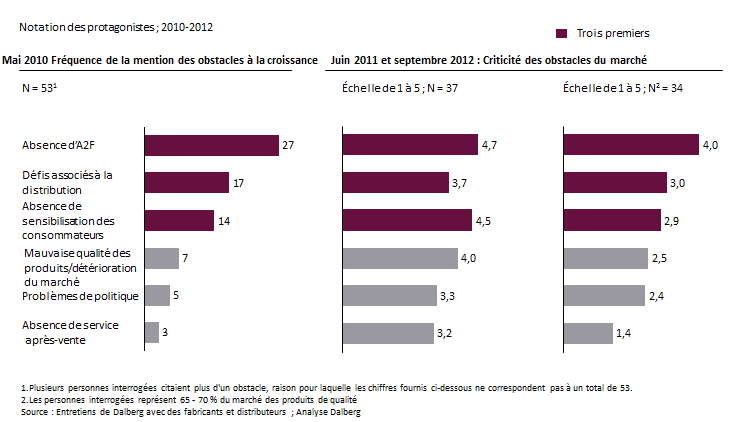 Notation des protagonistes ; 2010-2012
Trois premiers
Mai 2010 Fréquence de la mention des obstacles à la croissance
Juin 2011 et septembre 2012 : Criticité des obstacles du marché
N = 53¹
Échelle de 1 à 5 ; N = 37
Échelle de 1 à 5 ; N² = 34
Absence d'A2F
27
4,7
4,0
Défis associés à la
distribution
17
3,7
3,0
Absence de
sensibilisation des
consommateurs
14
4,5
2,9
Mauvaise qualité des
produits/détérioration
du marché
7
4,0
2,5
Problèmes de politique
5
3,3
2,4
Absence de service
après-vente
3
3,2
1,4
1.Plusieurs personnes interrogées citaient plus d'un obstacle, raison pour laquelle les chiffres fournis ci-dessous ne correspondent pas à un total de 53.
2.Les personnes interrogées représent 65 - 70 % du marché des produits de qualité
Source : Entretiens de Dalberg avec des fabricants et distributeurs ; Analyse Dalberg